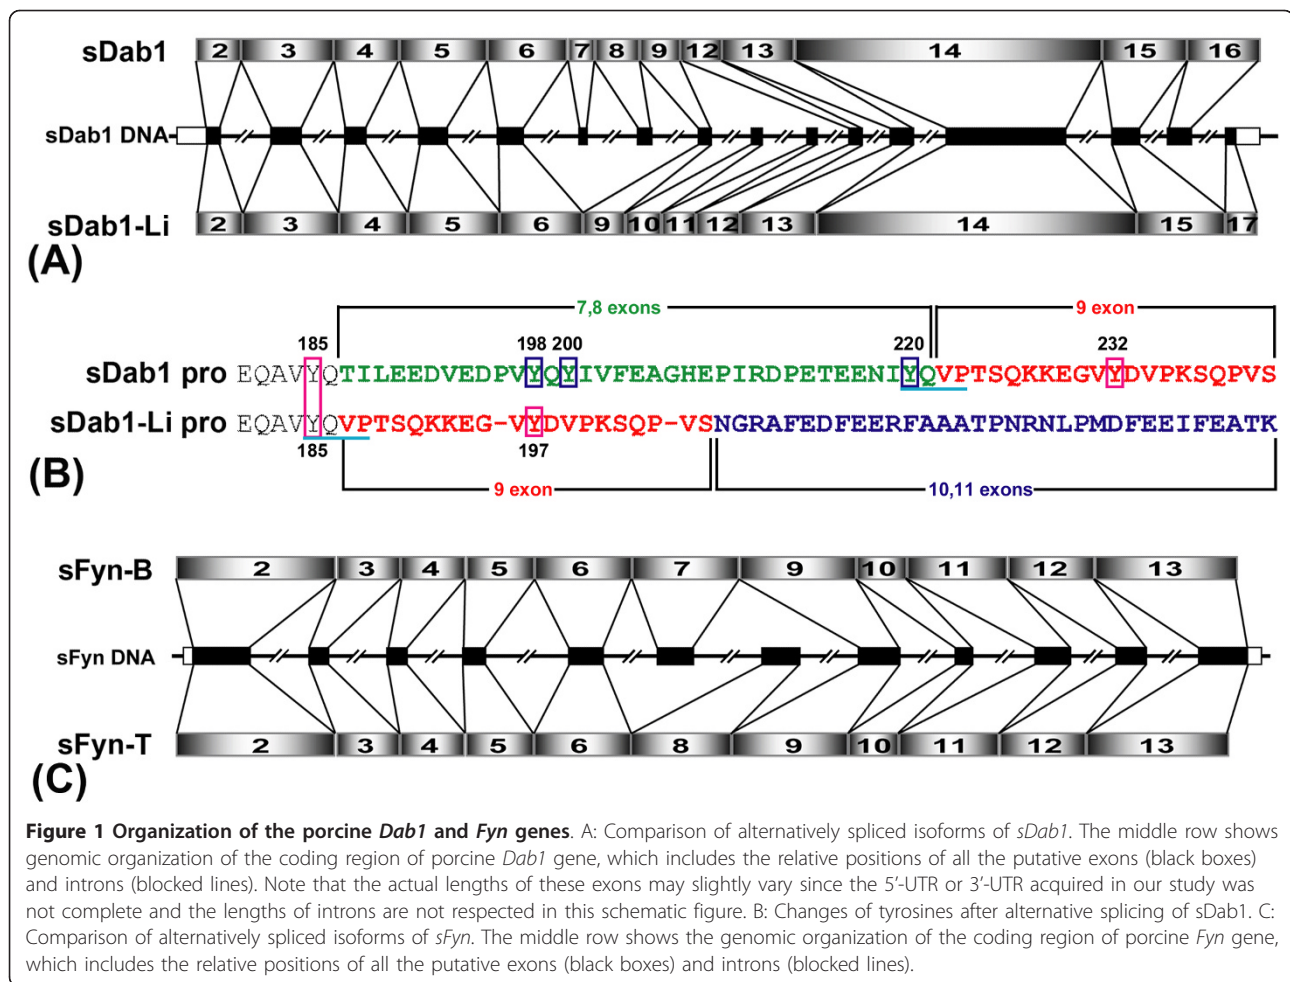 sDab1 2 3 4 5 6 7 8 9 12 13 14 15 16
sDab1 DNA
sDab1-Li 2 3 4 5 6 9 10 11 12 13 14 15 17
(A)
7,8 exons 9 exon
185 198 200 220 232
sDab1 pro EQAVYQTILEEDVEDPVYQYIVFEAGHEPIRDPETEENIYQVPTSQKKEGVYDVPKSQPVS
sDab1-Li pro EQAVYQVPTSQKKEG-VYDVPKSQP-VSNGRAFEDFEERFAAATPNRNLPMDFEEIFEATK
185 197
(B)
9 exon 10,11 exons
sFyn-B 2 3 4 5 6 7 9 10 11 12 13
sFyn DNA
sFyn-T 2 3 4 5 6 8 9 10 11 12 13
(C)
Figure 1 Organization of the porcine Dab1 and Fyn genes. A: Comparison of alternatively spliced isoforms of sDab1. The middle row shows
genomic organization of the coding region of porcine Dab1 gene, which includes the relative positions of all the putative exons (black boxes)
and introns (blocked lines). Note that the actual lengths of these exons may slightly vary since the 5'-UTR or 3'-UTR acquired in our study was
not complete and the lengths of introns are not respected in this schematic figure. B: Changes of tyrosines after alternative splicing of sDab1. C:
Comparison of alternatively spliced isoforms of sFyn. The middle row shows the genomic organization of the coding region of porcine Fyn gene,
which includes the relative positions of all the putative exons (black boxes) and introns (blocked lines).